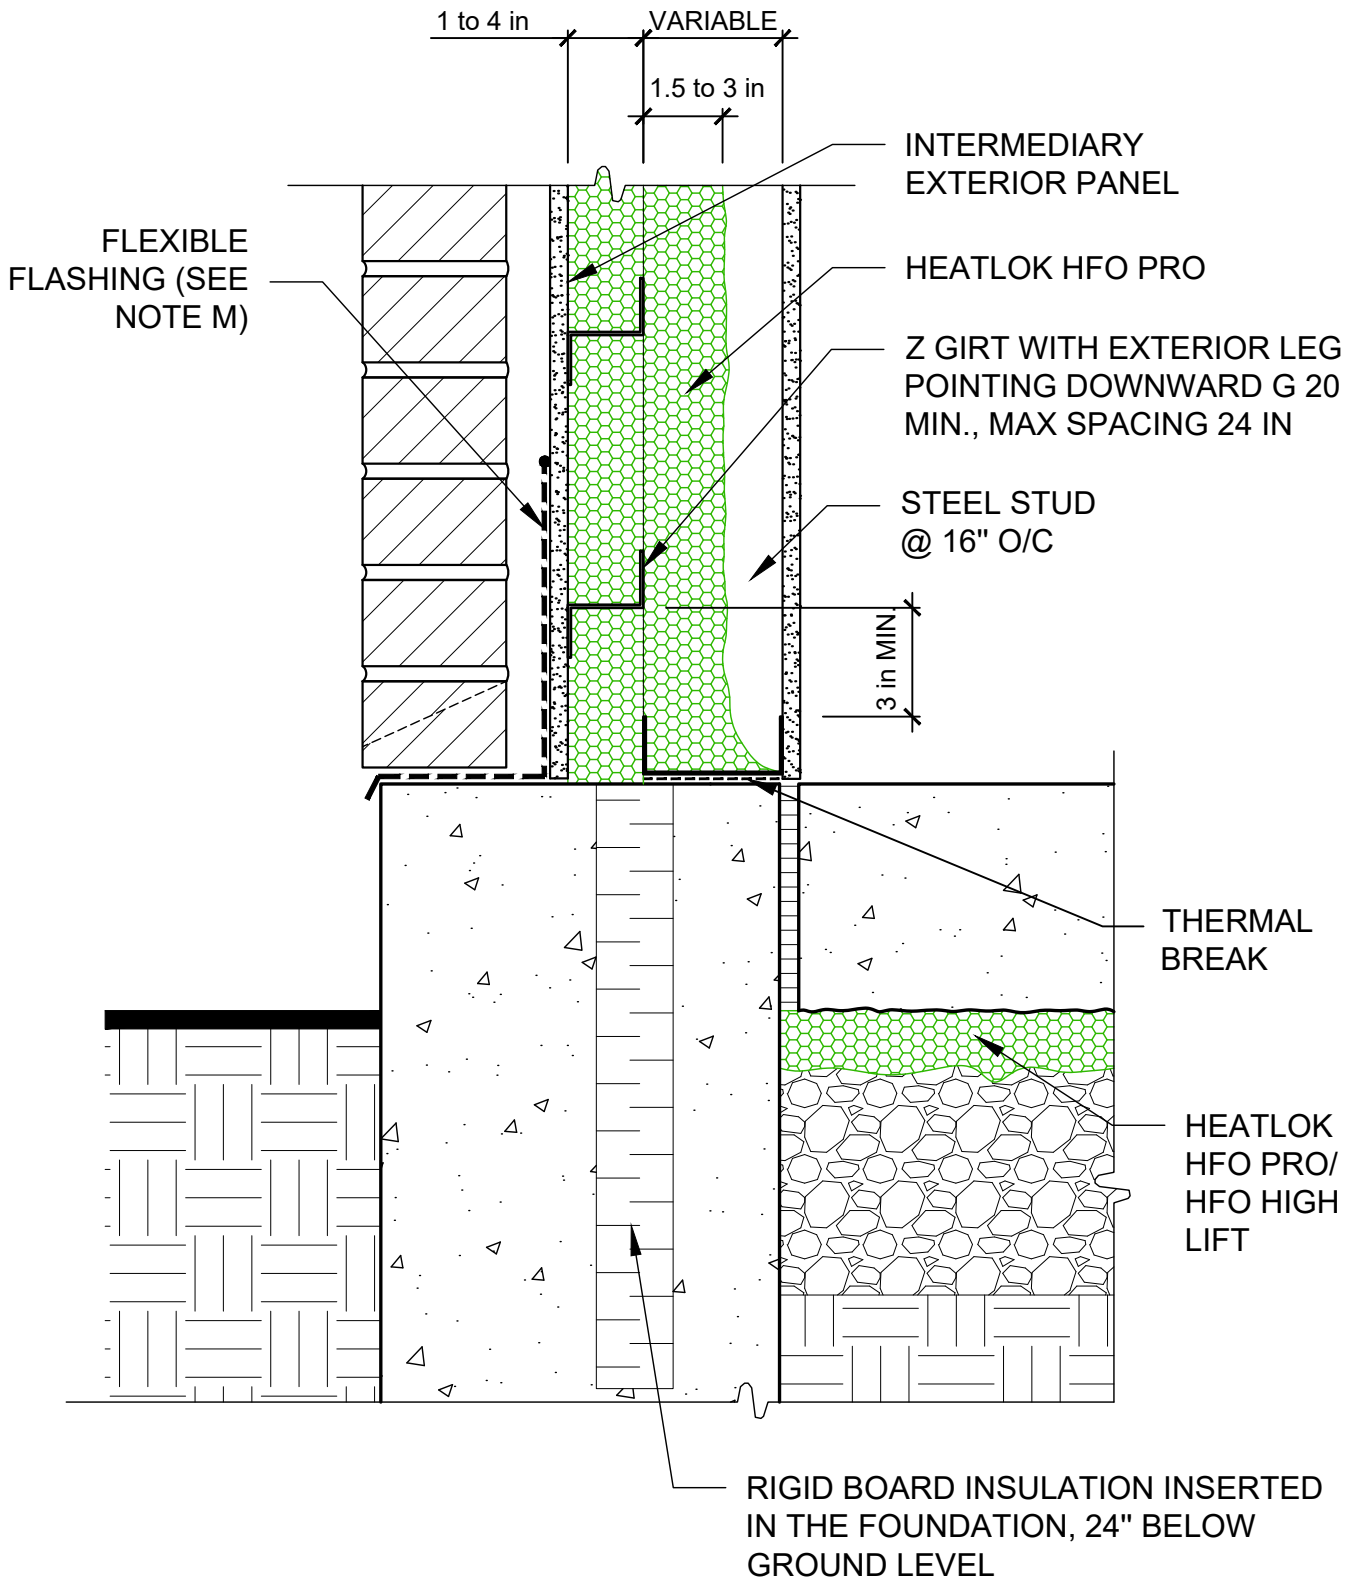 1 to 4 in
VARIABLE
1.5 to 3 in
INTERMEDIARY
EXTERIOR PANEL
FLEXIBLE
FLASHING (SEE
NOTE M)
HEATLOK HFO PRO
Z GIRT WITH EXTERIOR LEG
POINTING DOWNWARD G 20
MIN., MAX SPACING 24 IN
STEEL STUD
@ 16" O/C
3 in MIN.
THERMAL
BREAK
HEATLOK
HFO PRO/
HFO HIGH
LIFT
RIGID BOARD INSULATION INSERTED
IN THE FOUNDATION, 24" BELOW
GROUND LEVEL